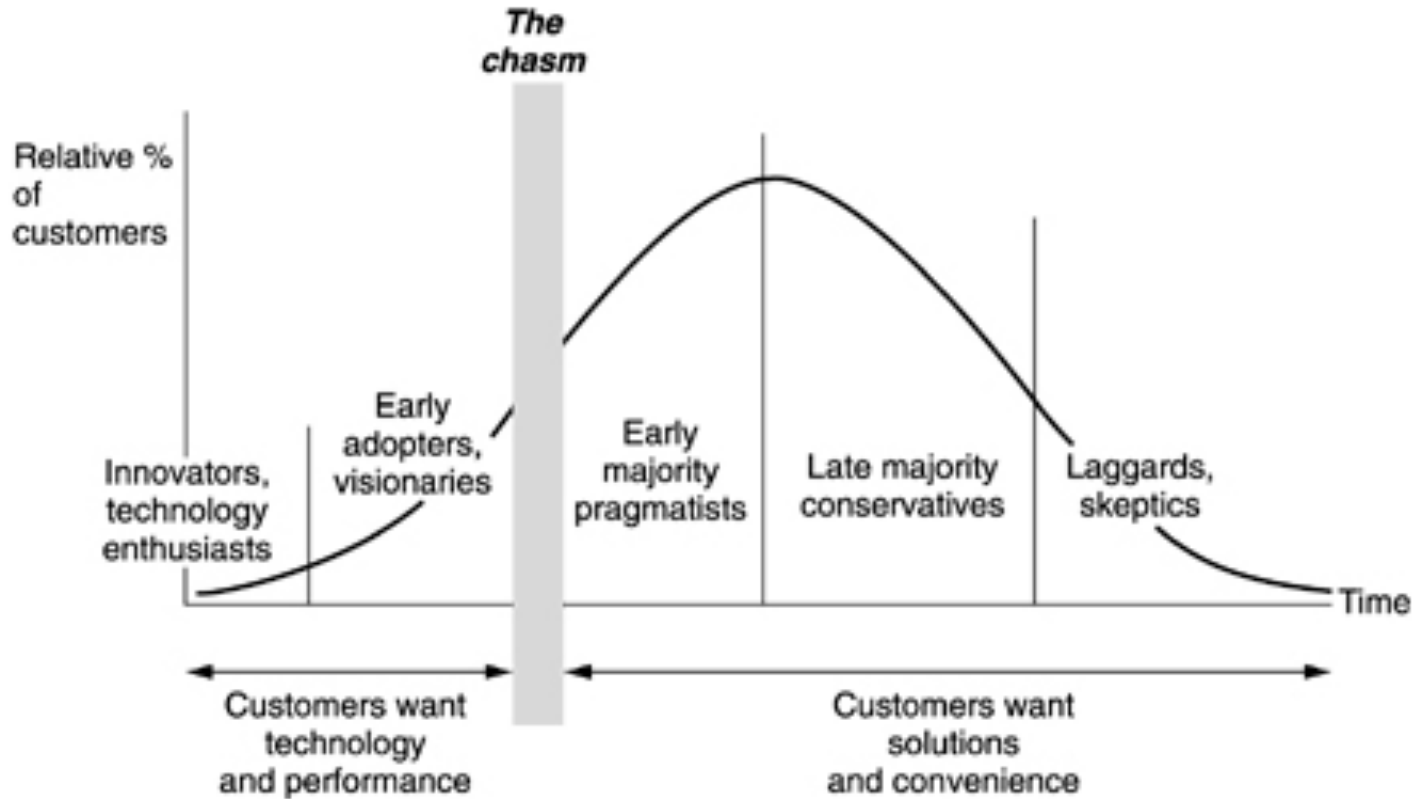 The
chasm
Relative %
of
customers
Innovators,
technology
enthusiasts
Early
adopters,
visionaries
Early
majority
pragmatists
Late majority
conservatives
Laggards,
skeptics
Time
Customers want
technology
and performance
Customers want
solutions
and convenience